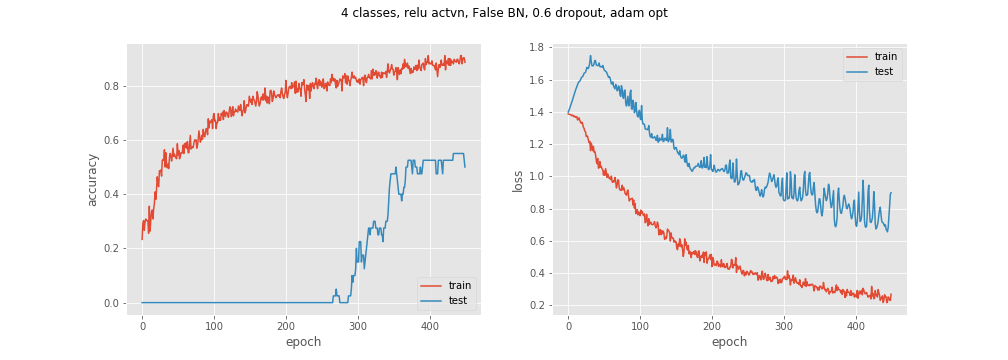 4 classes, relu actvn, False BN, 0.6 dropout, adam opt
accuracy
0.8
0.6
0.4
0.2
0.0
0
100
200
300
400
epoch
train
test
loss
1.8
1.6
1.4
1.2
1.0
0.8
0.6
0.4
0.2
0
100
200
300
400
epoch
train
test